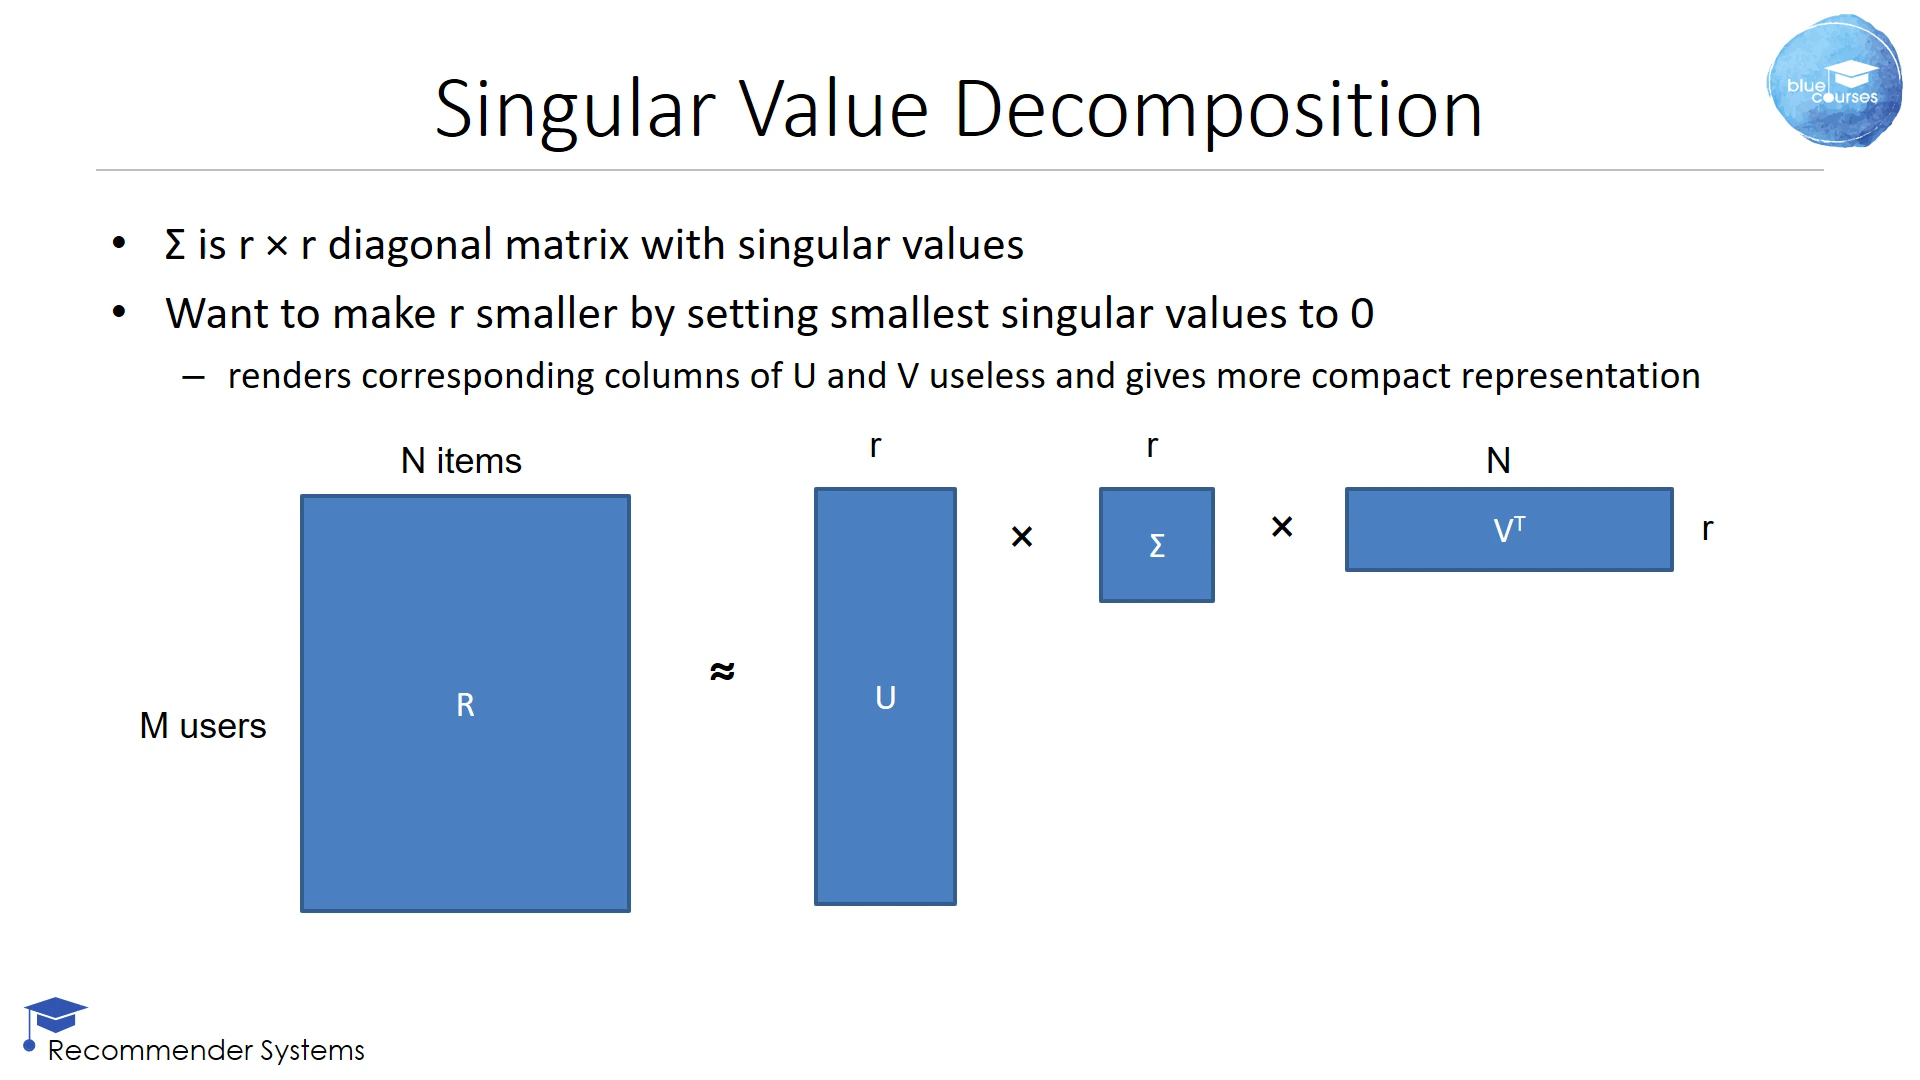 Singular Value Decomposition
blue
courses
• Σ is r × r diagonal matrix with singular values
• Want to make r smaller by setting smallest singular values to 0
– renders corresponding columns of U and V useless and gives more compact representation
N items
r
r
N
M users
R
≈
U
×
Σ
×
Vᵀ
r
Recommender Systems